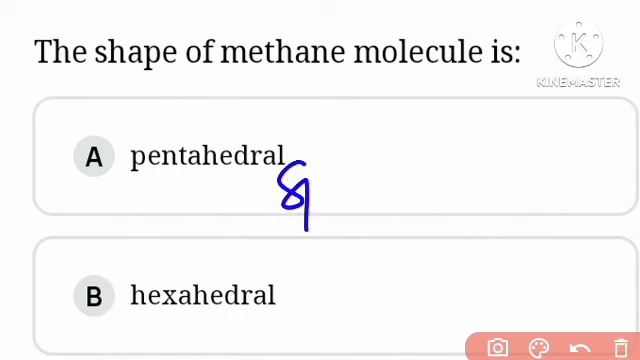 The shape of methane molecule is:
K
KINEMASTER
A pentahedral
B hexahedral